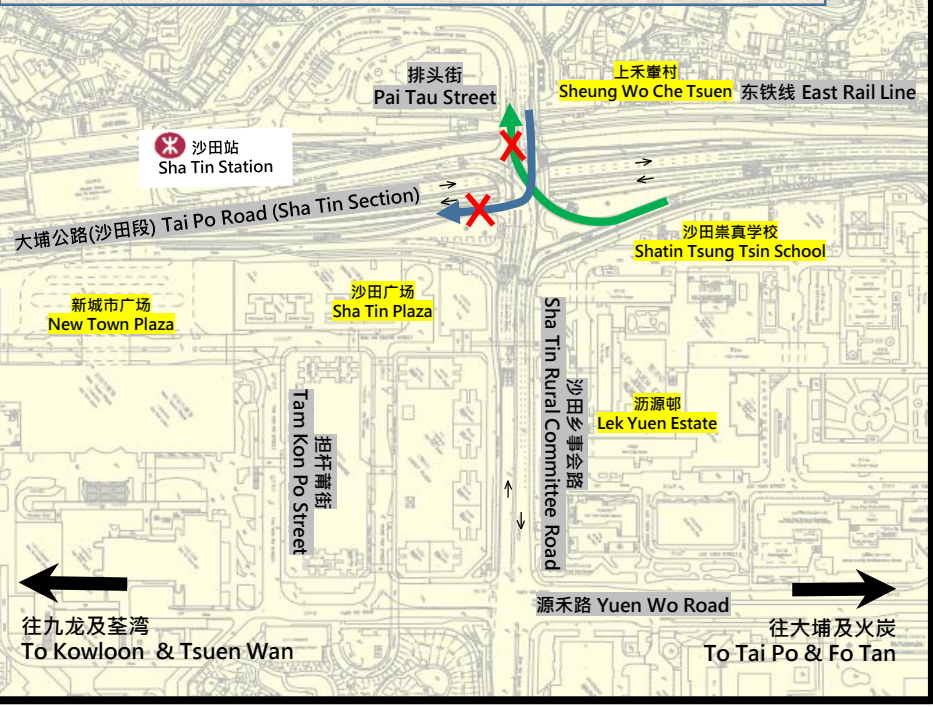 排头街
Pai Tau Street
上禾輋村
Sheung Wo Che Tsuen
东铁线 East Rail Line
沙田站
Sha Tin Station
大埔公路(沙田段) Tai Po Road (Sha Tin Section)
沙田崇真学校
Shatin Tsung Tsin School
新城市广场
New Town Plaza
沙田广场
Sha Tin Plaza
沙田乡事会路
Sha Tin Rural Committee Road
沥源邨
Lek Yuen Estate
担杆莆街
Tam Kon Po Street
源禾路 Yuen Wo Road
往九龙及荃湾
To Kowloon & Tsuen Wan
往大埔及火炭
To Tai Po & Fo Tan